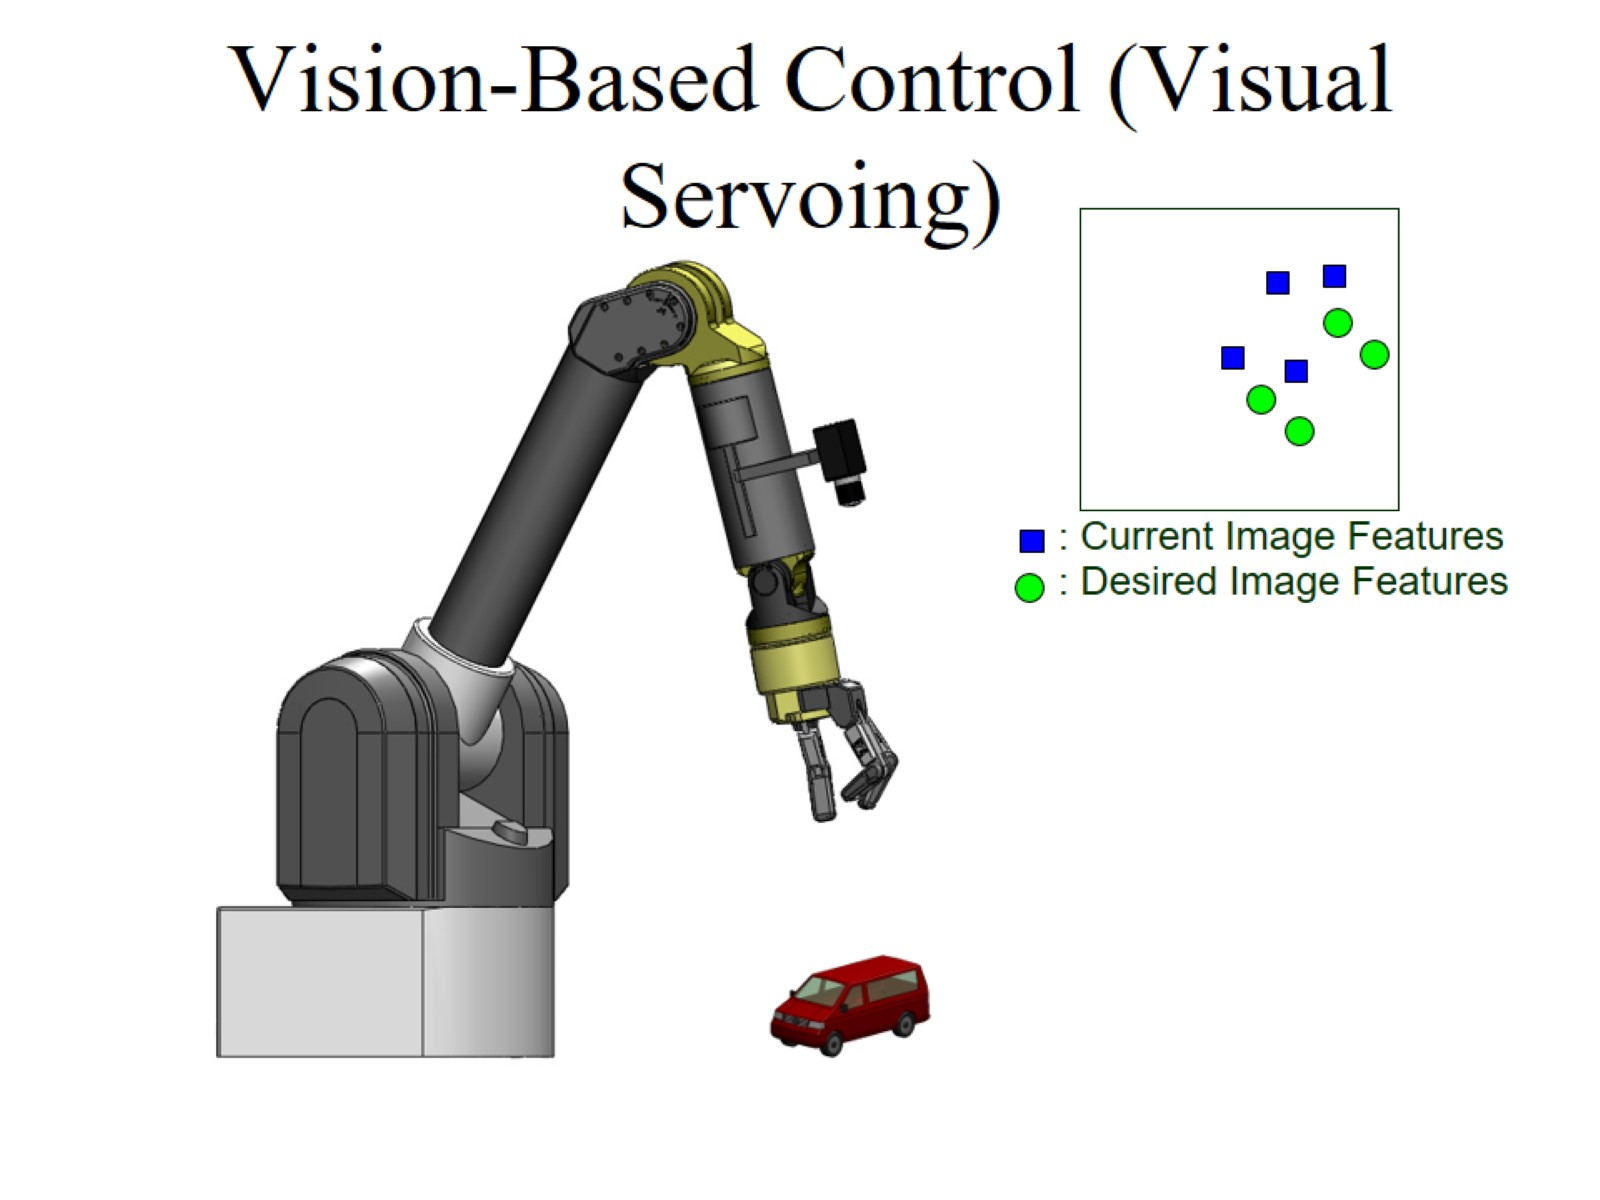 Vision-Based Control (Visual
Servoing)
: Current Image Features
: Desired Image Features